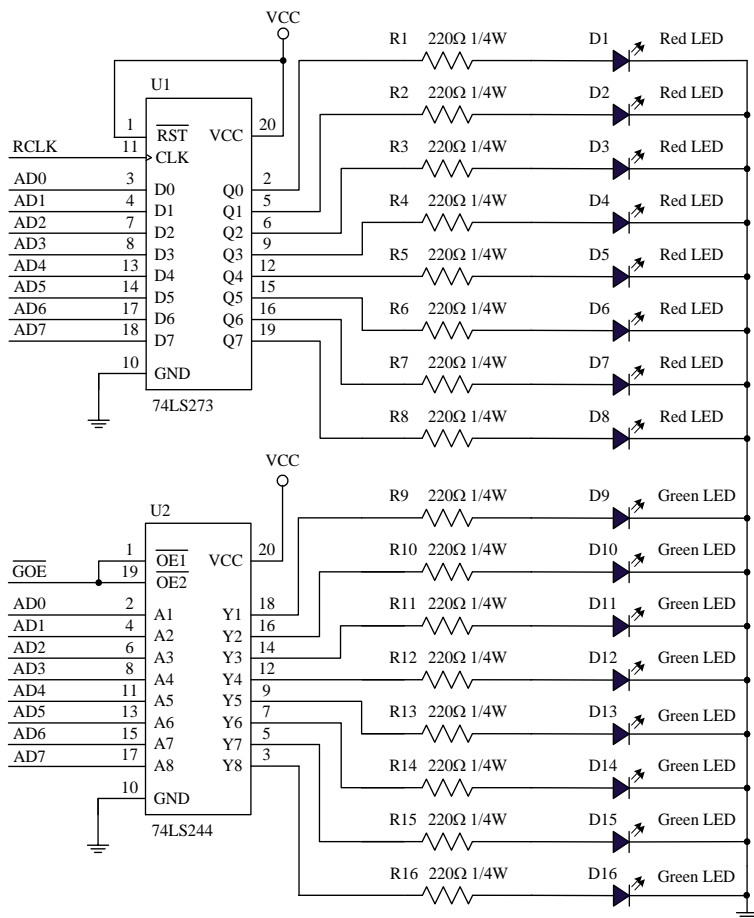 VCC
R1 220Ω 1/4W D1 Red LED
U1
R2 220Ω 1/4W D2 Red LED
1 RST VCC 20
RCLK 11 CLK
R3 220Ω 1/4W D3 Red LED
AD0 3 D0 Q0 2
AD1 4 D1 Q1 5
R4 220Ω 1/4W D4 Red LED
AD2 7 D2 Q2 6
AD3 8 D3 Q3 9
R5 220Ω 1/4W D5 Red LED
AD4 13 D4 Q4 12
AD5 14 D5 Q5 15
R6 220Ω 1/4W D6 Red LED
AD6 17 D6 Q6 16
AD7 18 D7 Q7 19
R7 220Ω 1/4W D7 Red LED
10 GND
74LS273
R8 220Ω 1/4W D8 Red LED
VCC
R9 220Ω 1/4W D9 Green LED
U2
1 OE1 VCC 20
R10 220Ω 1/4W D10 Green LED
GOE 19 OE2
AD0 2 A1 Y1 18
R11 220Ω 1/4W D11 Green LED
AD1 4 A2 Y2 16
AD2 6 A3 Y3 14
R12 220Ω 1/4W D12 Green LED
AD3 8 A4 Y4 12
AD4 11 A5 Y5 9
R13 220Ω 1/4W D13 Green LED
AD5 13 A6 Y6 7
AD6 15 A7 Y7 5
R14 220Ω 1/4W D14 Green LED
AD7 17 A8 Y8 3
10 GND
R15 220Ω 1/4W D15 Green LED
74LS244
R16 220Ω 1/4W D16 Green LED